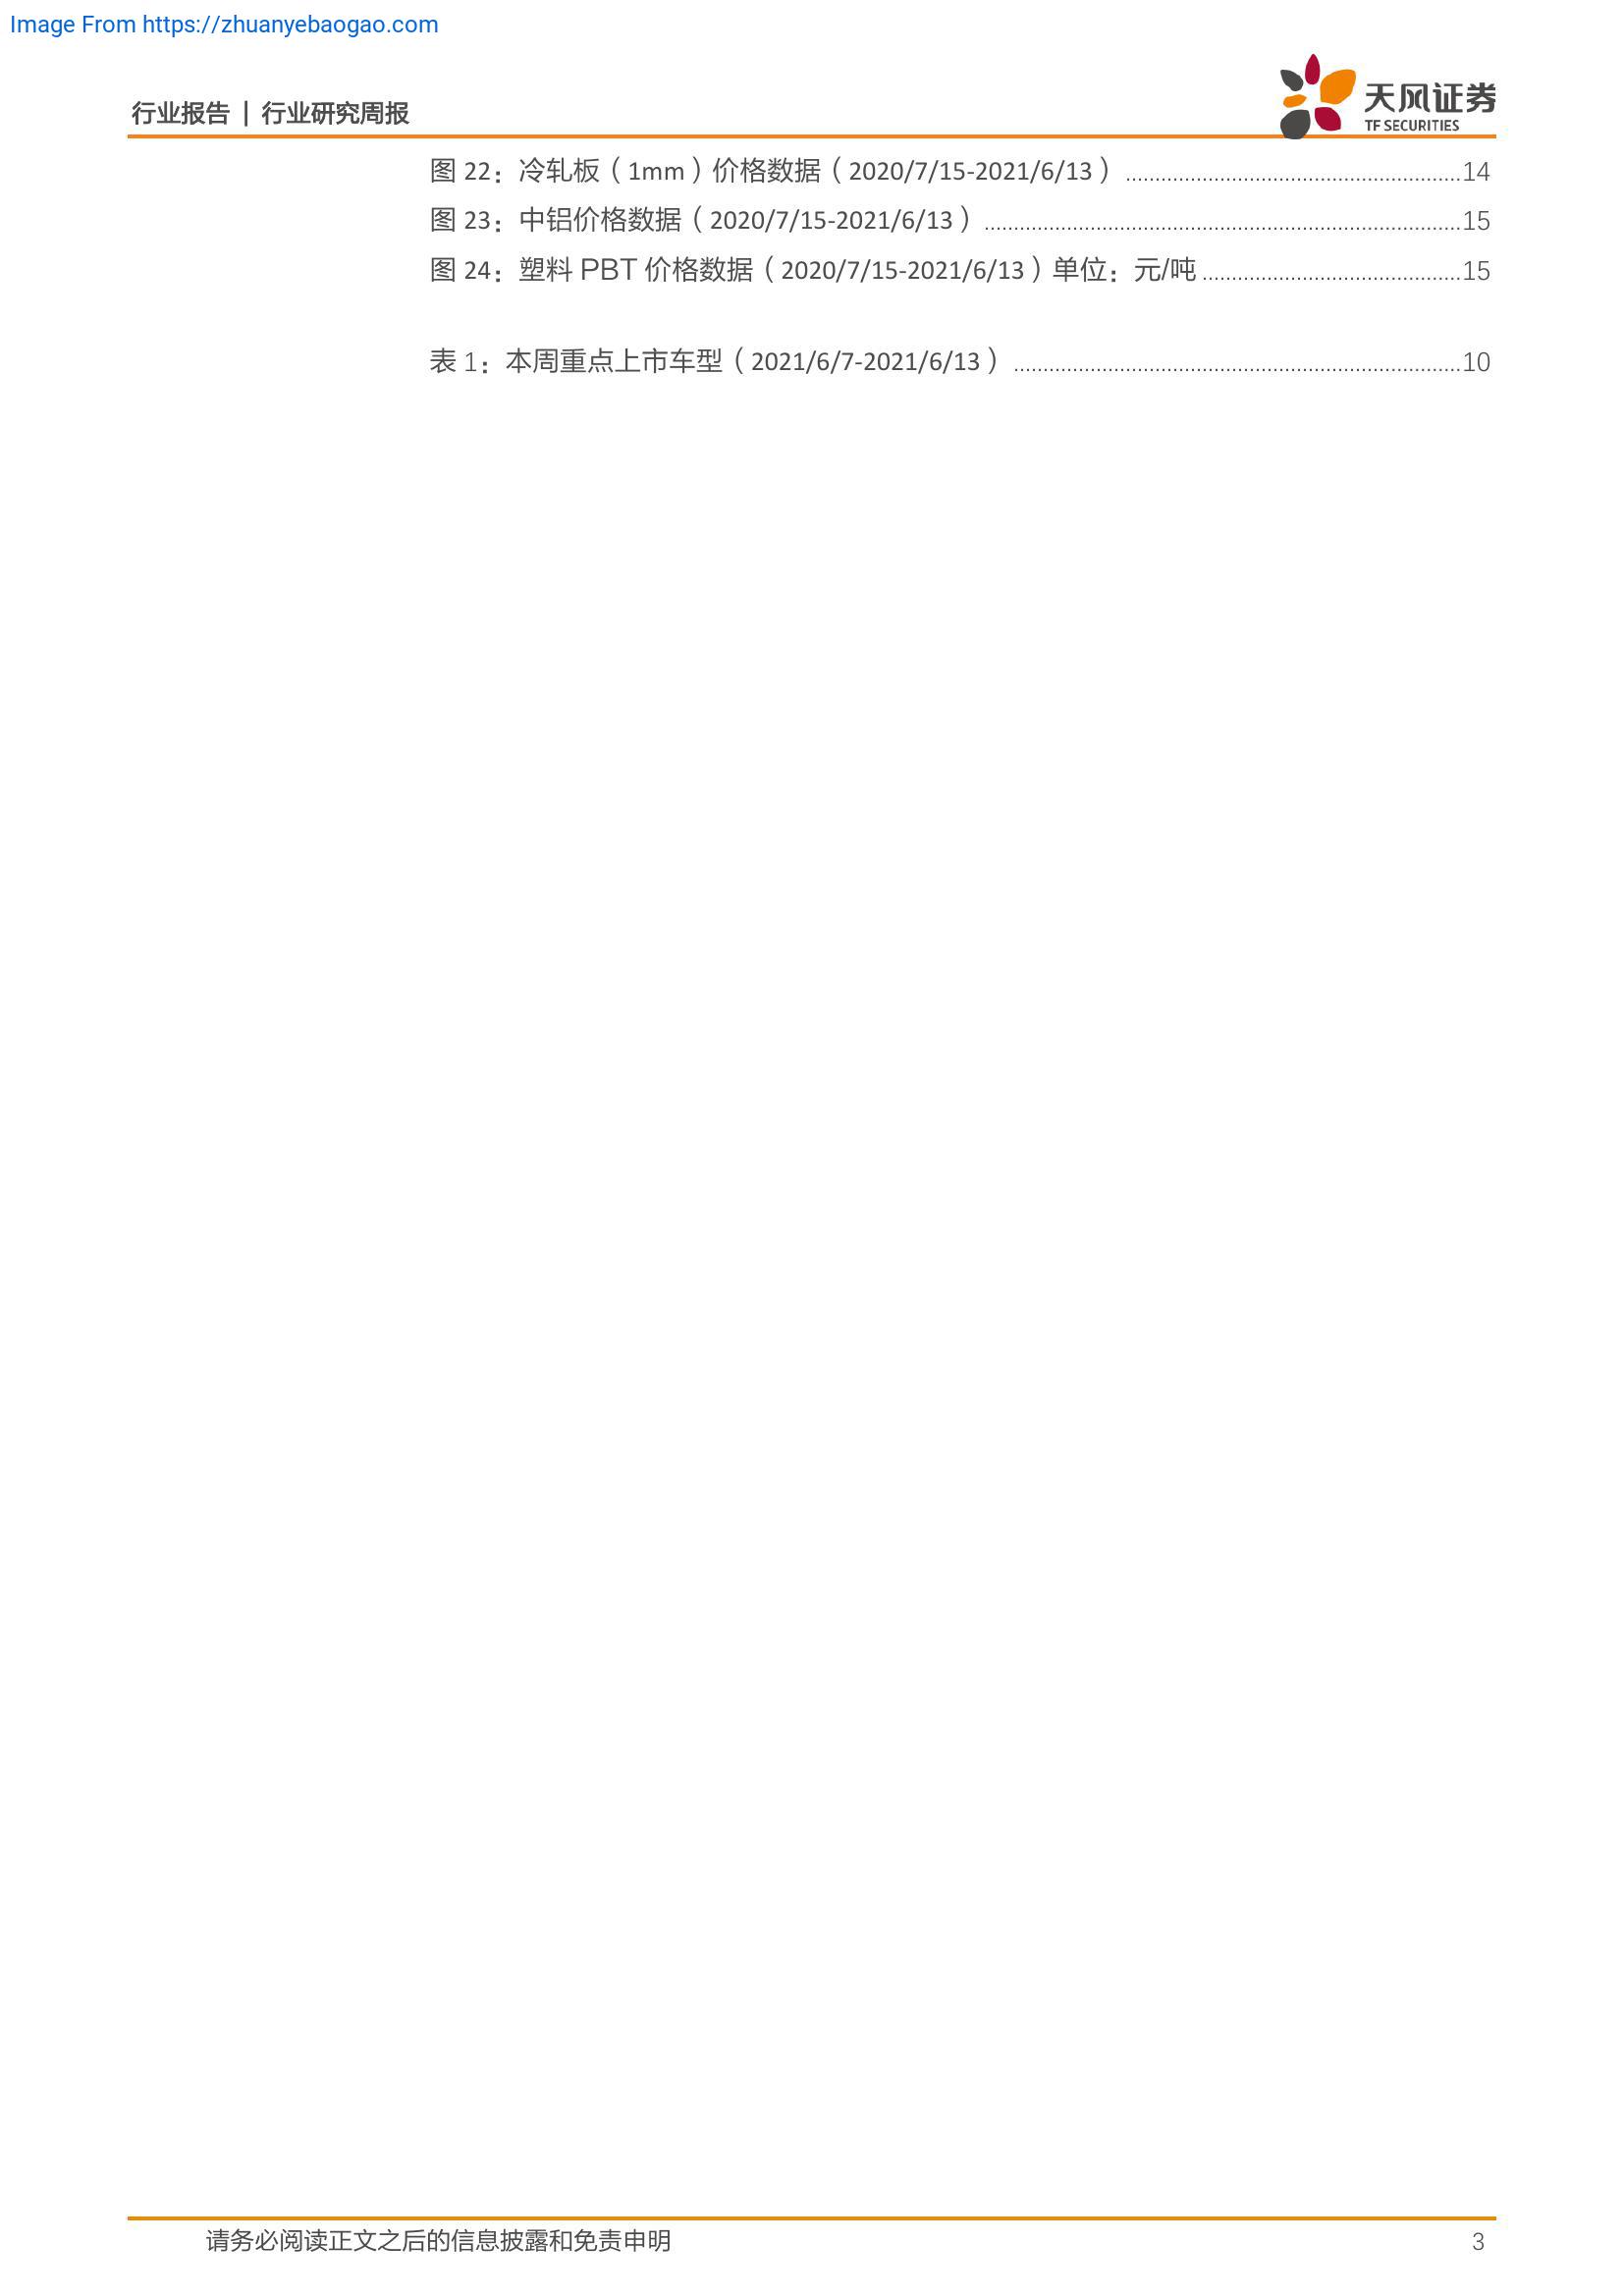 Image From https://zhuanyebaogao.com
行业报告 | 行业研究周报
天风证券
TF SECURITIES
图 22：冷轧板（1mm）价格数据（2020/7/15-2021/6/13）..........................................................14
图 23：中铝价格数据（2020/7/15-2021/6/13）..................................................................................15
图 24：塑料 PBT 价格数据（2020/7/15-2021/6/13）单位：元/吨............................................15
表 1：本周重点上市车型（2021/6/7-2021/6/13）............................................................................10
请务必阅读正文之后的信息披露和免责申明
3